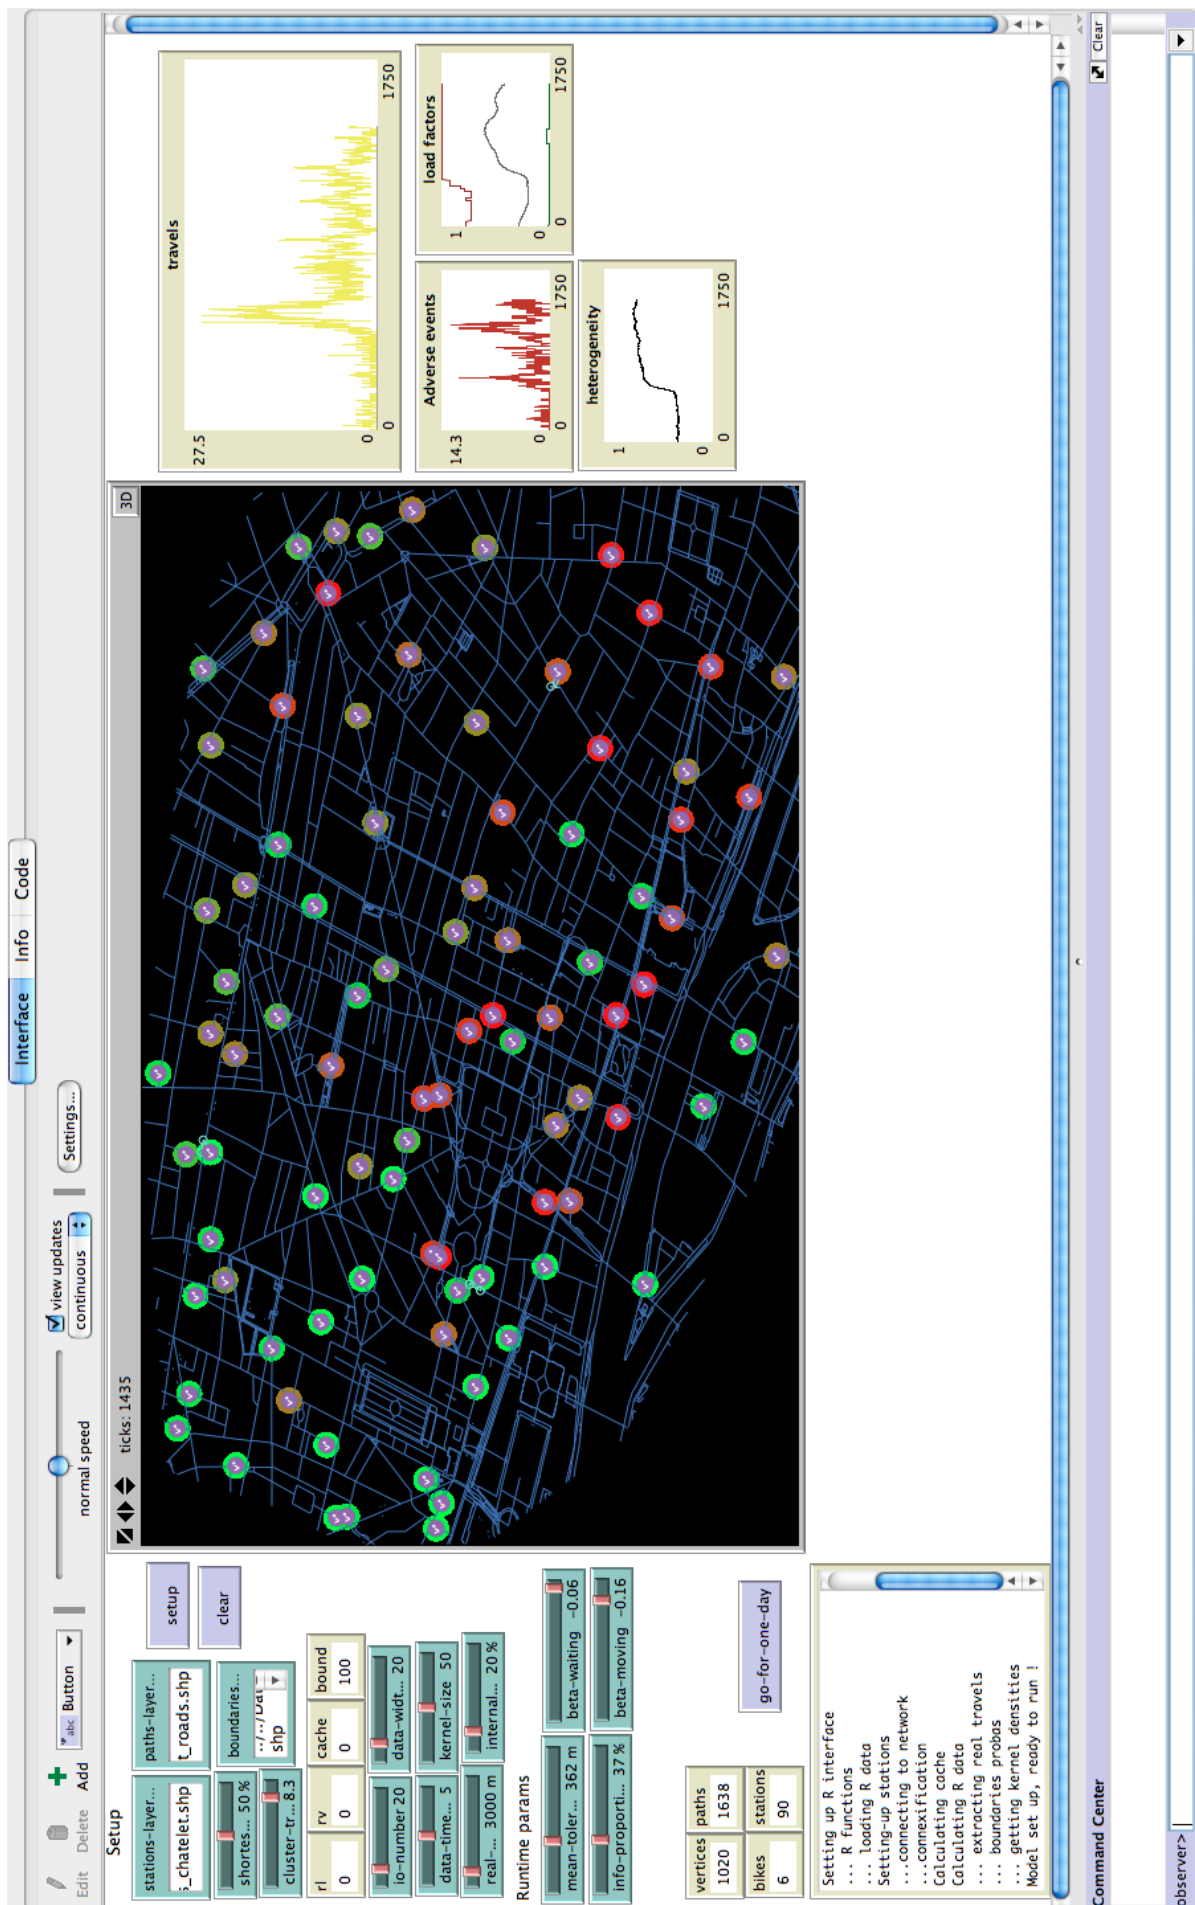 Interface Info Code
Edit Delete Add
abc Button
normal speed
view updates
continuous
Settings...
Setup
stations-layer...
s_chatelet.shp
paths-layer...
t_roads.shp
setup
shortes... 50 %
boundaries...
shp
clear
cluster-tr... 8.3
rl
0
rv
0
cache
0
bound
100
io-number 20
data-widt... 20
data-time... 5
kernel-size 50
real-... 3000 m
internal... 20 %
Runtime params
mean-toler... 362 m
beta-waiting -0.06
info-proporti... 37 %
beta-moving -0.16
vertices
1020
paths
1638
bikes
6
stations
90
go-for-one-day
Setting up R interface
... R functions
... loading R data
Setting-up stations
...connecting to network
...connexification
Calculating cache
Calculating R data
... extracting real travels
... boundaries probas
... getting kernel densities
Model set up, ready to run !
ticks: 1435
3D
travels
27.5
0
0
1750
Adverse events
14.3
0
0
1750
load factors
1
0
0
1750
heterogeneity
1
0
0
1750
Command Center
Clear
observer>